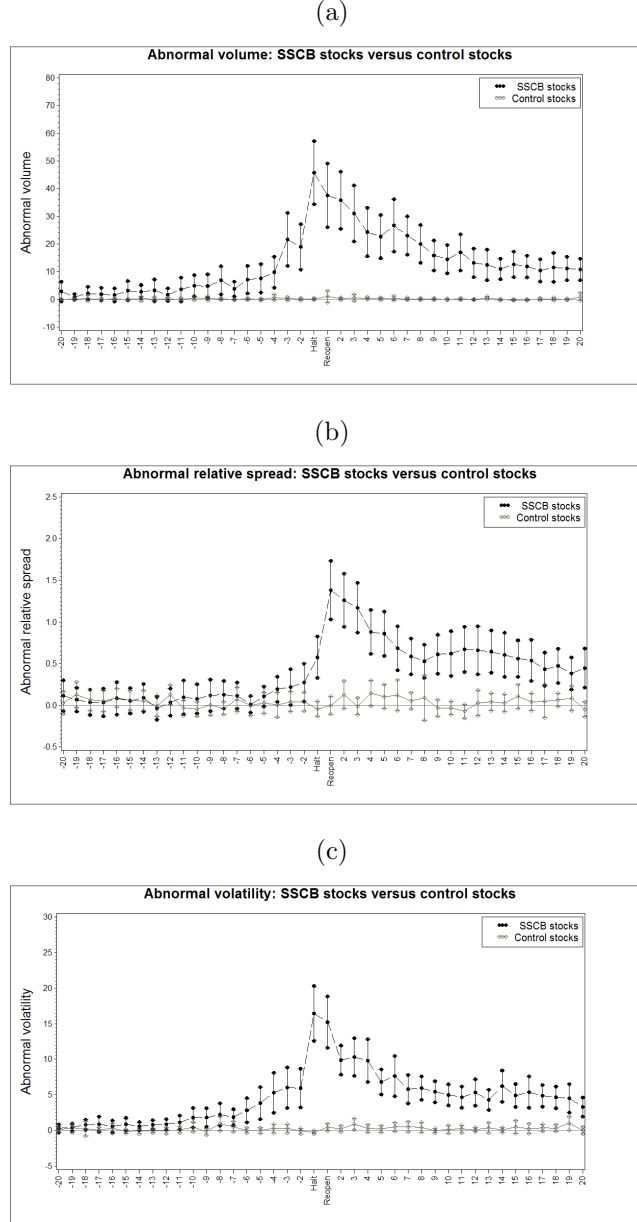 (a)
Abnormal volume: SSCB stocks versus control stocks
SSCB stocks
Control stocks
Abnormal volume
80
70
60
50
40
30
20
10
0
-10
-20 -19 -18 -17 -16 -15 -14 -13 -12 -11 -10 -9 -8 -7 -6 -5 -4 -3 -2 Halt Reopen 2 3 4 5 6 7 8 9 10 11 12 13 14 15 16 17 18 19 20
(b)
Abnormal relative spread: SSCB stocks versus control stocks
SSCB stocks
Control stocks
Abnormal relative spread
2.5
2.0
1.5
1.0
0.5
0.0
-0.5
-20 -19 -18 -17 -16 -15 -14 -13 -12 -11 -10 -9 -8 -7 -6 -5 -4 -3 -2 Halt Reopen 2 3 4 5 6 7 8 9 10 11 12 13 14 15 16 17 18 19 20
(c)
Abnormal volatility: SSCB stocks versus control stocks
SSCB stocks
Control stocks
Abnormal volatility
30
25
20
15
10
5
0
-5
-20 -19 -18 -17 -16 -15 -14 -13 -12 -11 -10 -9 -8 -7 -6 -5 -4 -3 -2 Halt Reopen 2 3 4 5 6 7 8 9 10 11 12 13 14 15 16 17 18 19 20